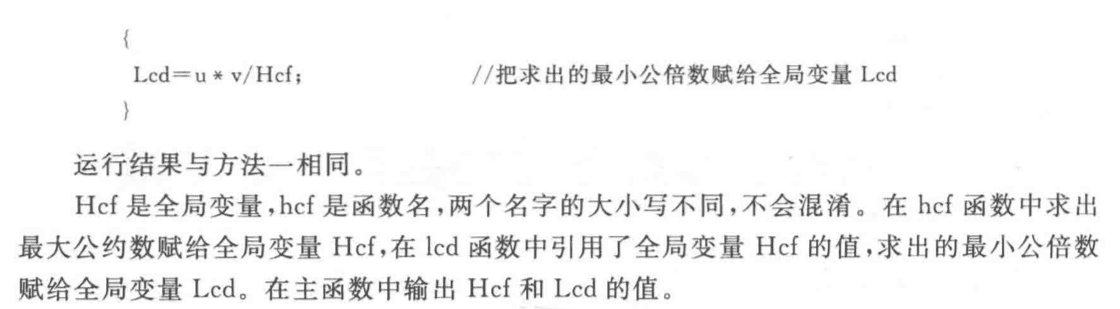 {
Lcd=u * v/Hcf; //把求出的最小公倍数赋给全局变量 Lcd
}
运行结果与方法一相同。
Hcf 是全局变量,hcf 是函数名,两个名字的大小写不同,不会混淆。在 hcf 函数中求出
最大公约数赋给全局变量 Hcf,在 lcd 函数中引用了全局变量 Hcf 的值,求出的最小公倍数
赋给全局变量 Lcd。在主函数中输出 Hcf 和 Lcd 的值。